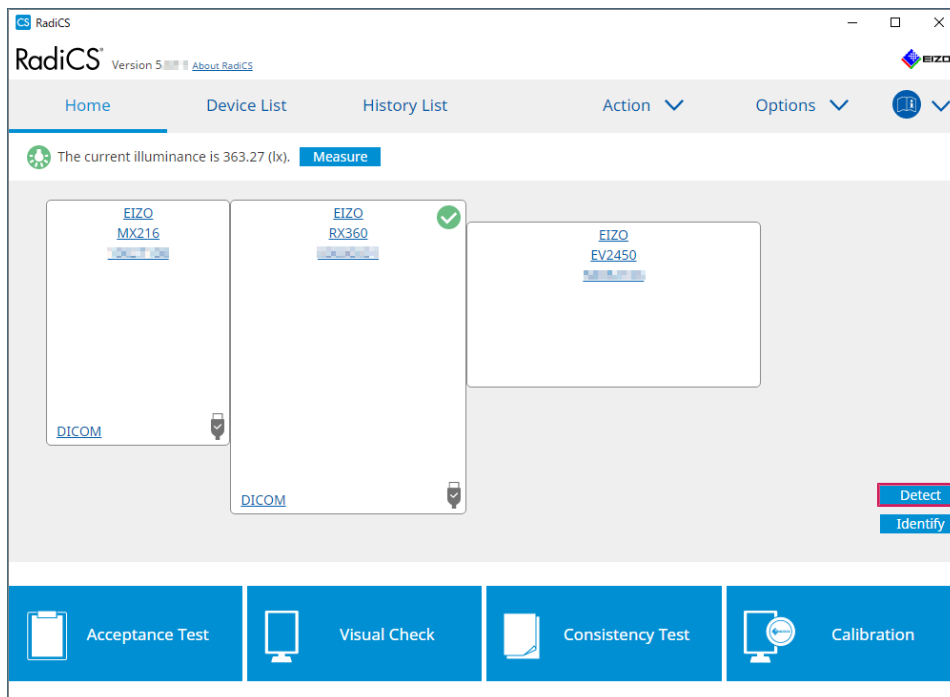 CS RadiCS
RadiCS® Version 5. About RadiCS
EIZO
Home Device List History List Action Options
The current illuminance is 363.27 (lx). Measure
EIZO
MX216
DICOM
EIZO
RX360
DICOM
EIZO
EV2450
Detect
Identify
Acceptance Test Visual Check Consistency Test Calibration